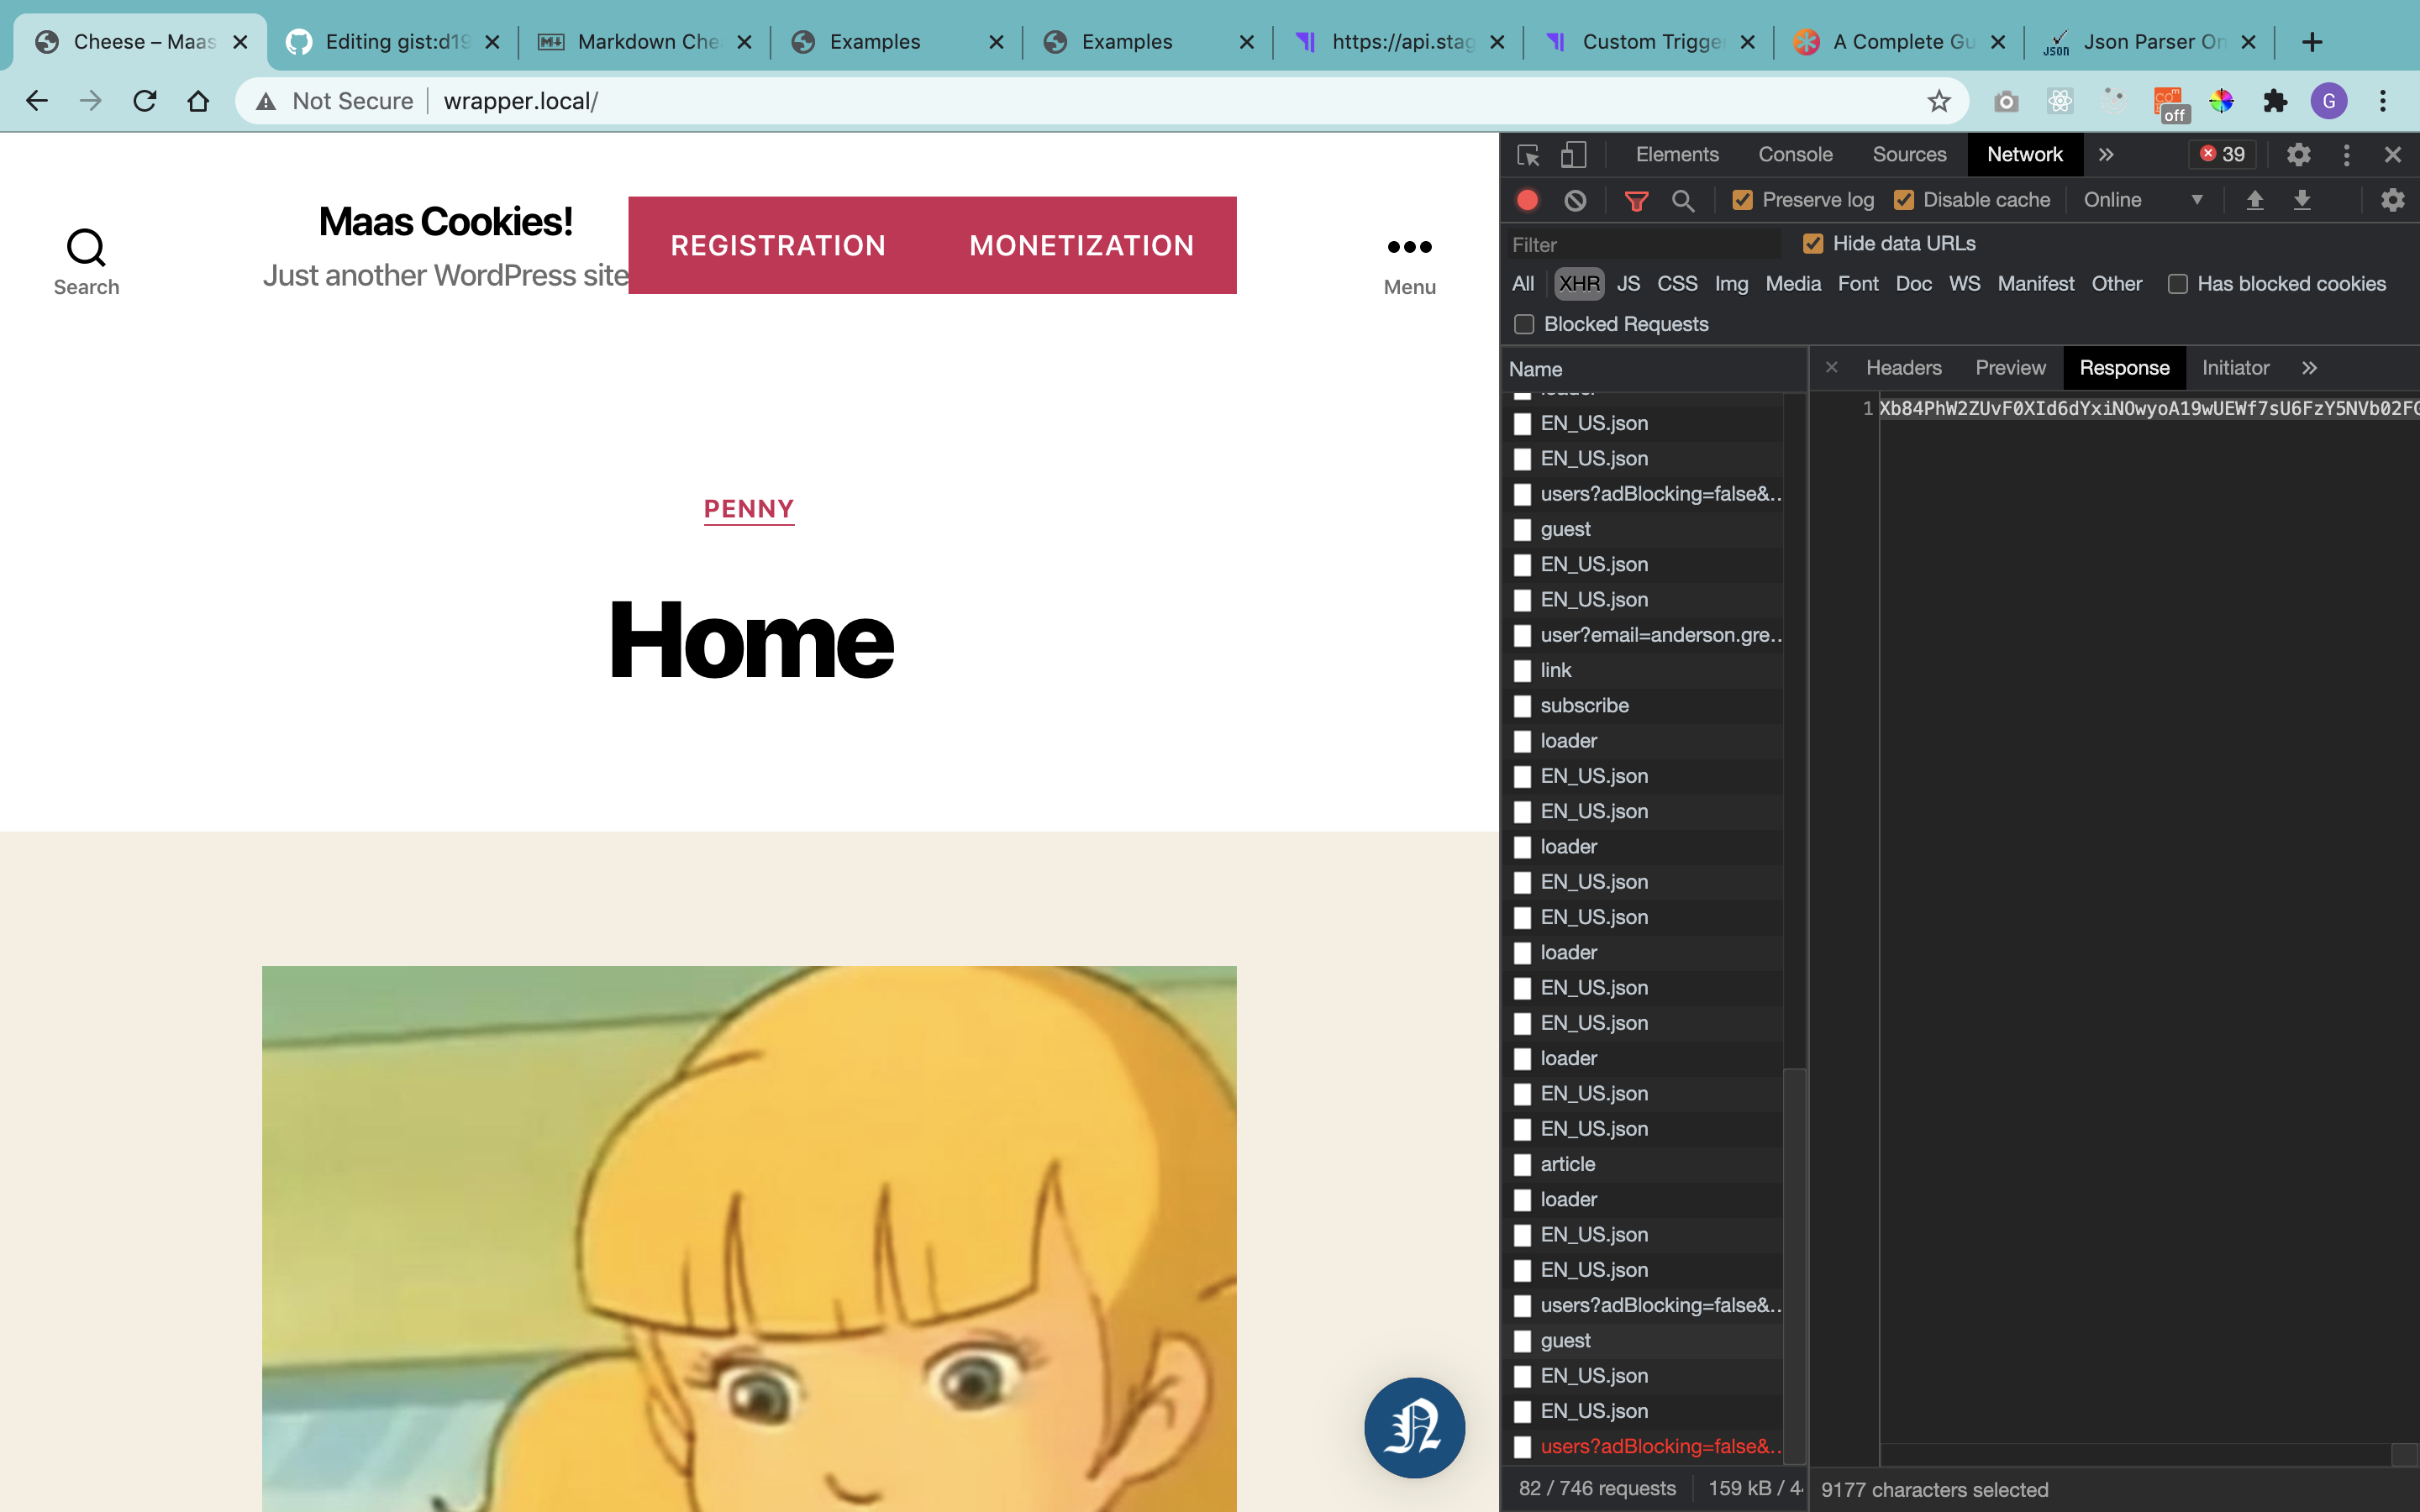 Cheese – Maas
Editing gist:d19
Markdown Che
Examples
Examples
https://api.stag
Custom Trigge
A Complete Gu
Json Parser On
Not Secure
wrapper.local/
off
G
Search
Maas Cookies!
Just another WordPress site
REGISTRATION
MONETIZATION
Menu
PENNY
Home
Elements
Console
Sources
Network
39
Preserve log
Disable cache
Online
Filter
Hide data URLs
All
XHR
JS
CSS
Img
Media
Font
Doc
WS
Manifest
Other
Has blocked cookies
Blocked Requests
Name
Headers
Preview
Response
Initiator
1
Xb84PhW2ZUvF0XId6dYxiNOwyoA19wUEWf7sU6FzY5NVb02FG
loader
EN_US.json
EN_US.json
users?adBlocking=false&..
guest
EN_US.json
EN_US.json
user?email=anderson.gre..
link
subscribe
loader
EN_US.json
EN_US.json
loader
EN_US.json
EN_US.json
loader
EN_US.json
EN_US.json
loader
EN_US.json
EN_US.json
article
loader
EN_US.json
EN_US.json
users?adBlocking=false&..
guest
EN_US.json
EN_US.json
users?adBlocking=false&..
82 / 746 requests
159 kB / 4
9177 characters selected